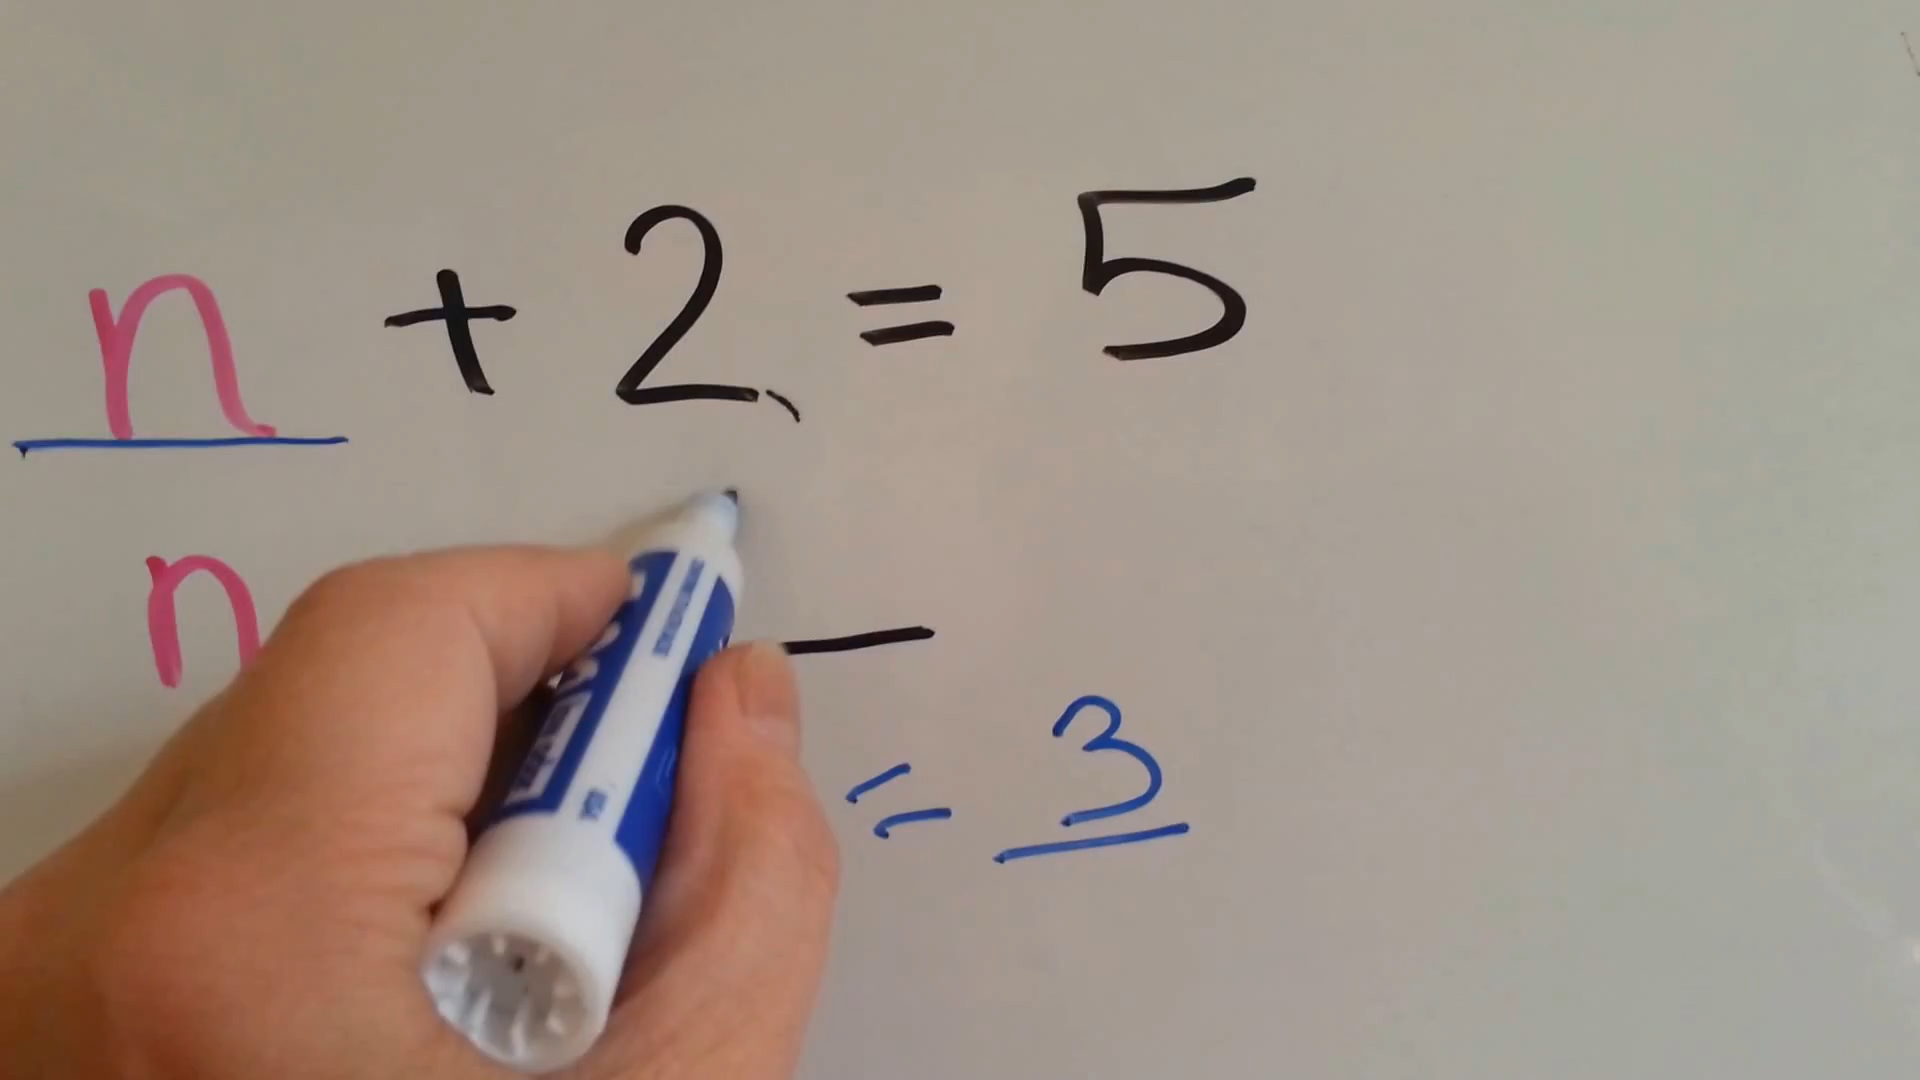 n + 2 = 5
n
= 3